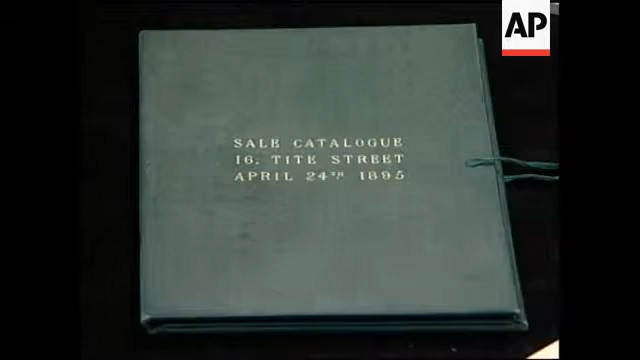 AP
SALE CATALOGUE
16, TITE STREET
APRIL 24TH 1895